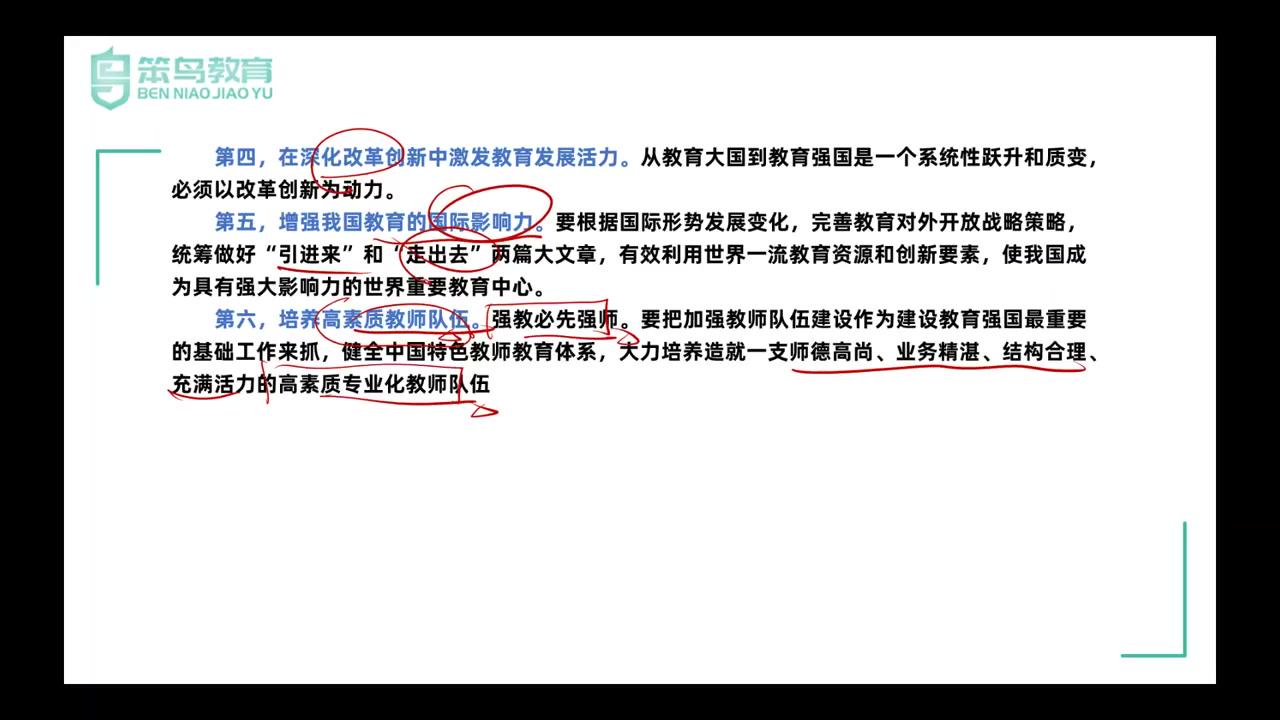 笨鸟教育
BEN NIAO JIAO YU
第四，在深化改革创新中激发教育发展活力。从教育大国到教育强国是一个系统性跃升和质变，
必须以改革创新为动力。
第五，增强我国教育的国际影响力。要根据国际形势发展变化，完善教育对外开放战略策略，
统筹做好“引进来”和“走出去”两篇大文章，有效利用世界一流教育资源和创新要素，使我国成
为具有强大影响力的世界重要教育中心。
第六，培养高素质教师队伍。强教必先强师。要把加强教师队伍建设作为建设教育强国最重要
的基础工作来抓，健全中国特色教师教育体系，大力培养造就一支师德高尚、业务精湛、结构合理、
充满活力的高素质专业化教师队伍